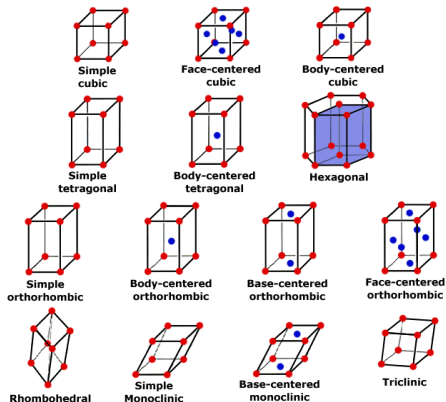 Simple
cubic
Face-centered
cubic
Body-centered
cubic
Simple
tetragonal
Body-centered
tetragonal
Hexagonal
Simple
orthorhombic
Body-centered
orthorhombic
Base-centered
orthorhombic
Face-centered
orthorhombic
Rhombohedral
Simple
Monoclinic
Base-centered
monoclinic
Triclinic